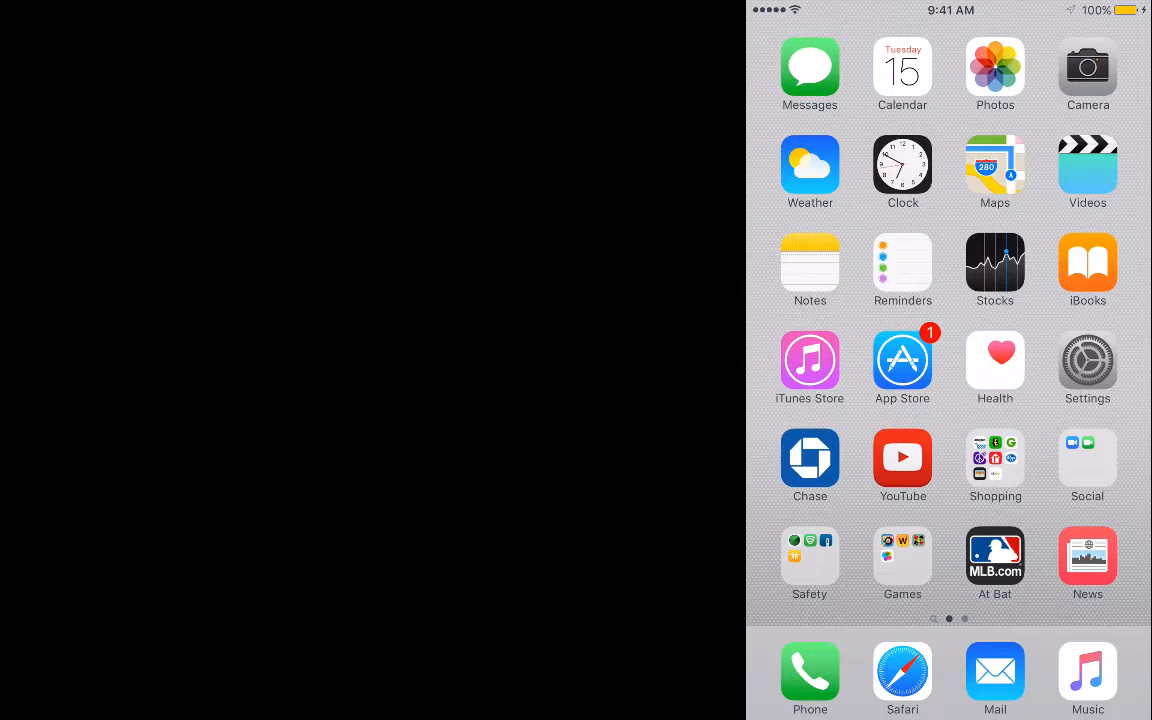 9:41 AM 100%
Tuesday
15
Messages Calendar Photos Camera
280
Weather Clock Maps Videos
Notes Reminders Stocks iBooks
1
iTunes Store App Store Health Settings
Chase YouTube Shopping Social
MLB.com
Safety Games At Bat News
Phone Safari Mail Music